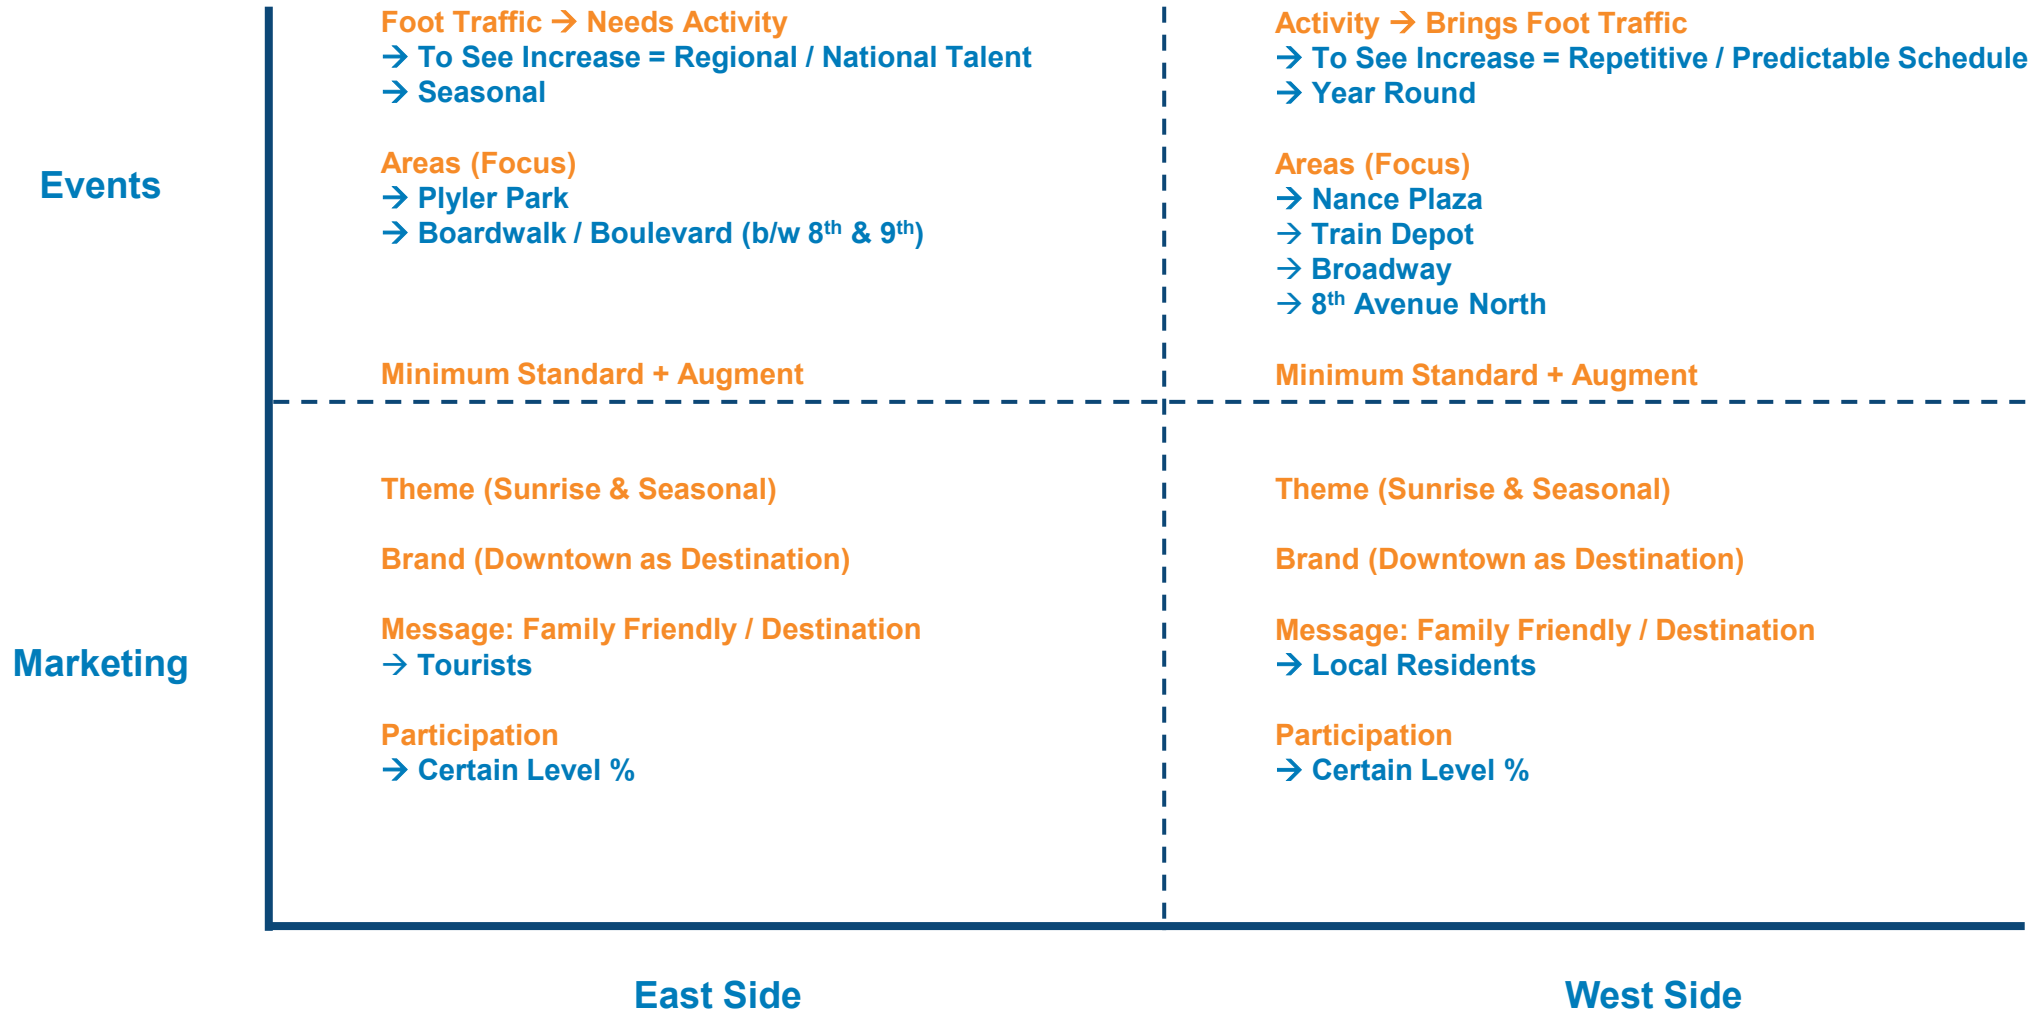 Events
Foot Traffic → Needs Activity
→ To See Increase = Regional / National Talent
→ Seasonal
Areas (Focus)
→ Plyler Park
→ Boardwalk / Boulevard (b/w 8th & 9th)
Minimum Standard + Augment
Activity → Brings Foot Traffic
→ To See Increase = Repetitive / Predictable Schedule
→ Year Round
Areas (Focus)
→ Nance Plaza
→ Train Depot
→ Broadway
→ 8th Avenue North
Minimum Standard + Augment
Marketing
Theme (Sunrise & Seasonal)
Brand (Downtown as Destination)
Message: Family Friendly / Destination
→ Tourists
Participation
→ Certain Level %
Theme (Sunrise & Seasonal)
Brand (Downtown as Destination)
Message: Family Friendly / Destination
→ Local Residents
Participation
→ Certain Level %
East Side
West Side